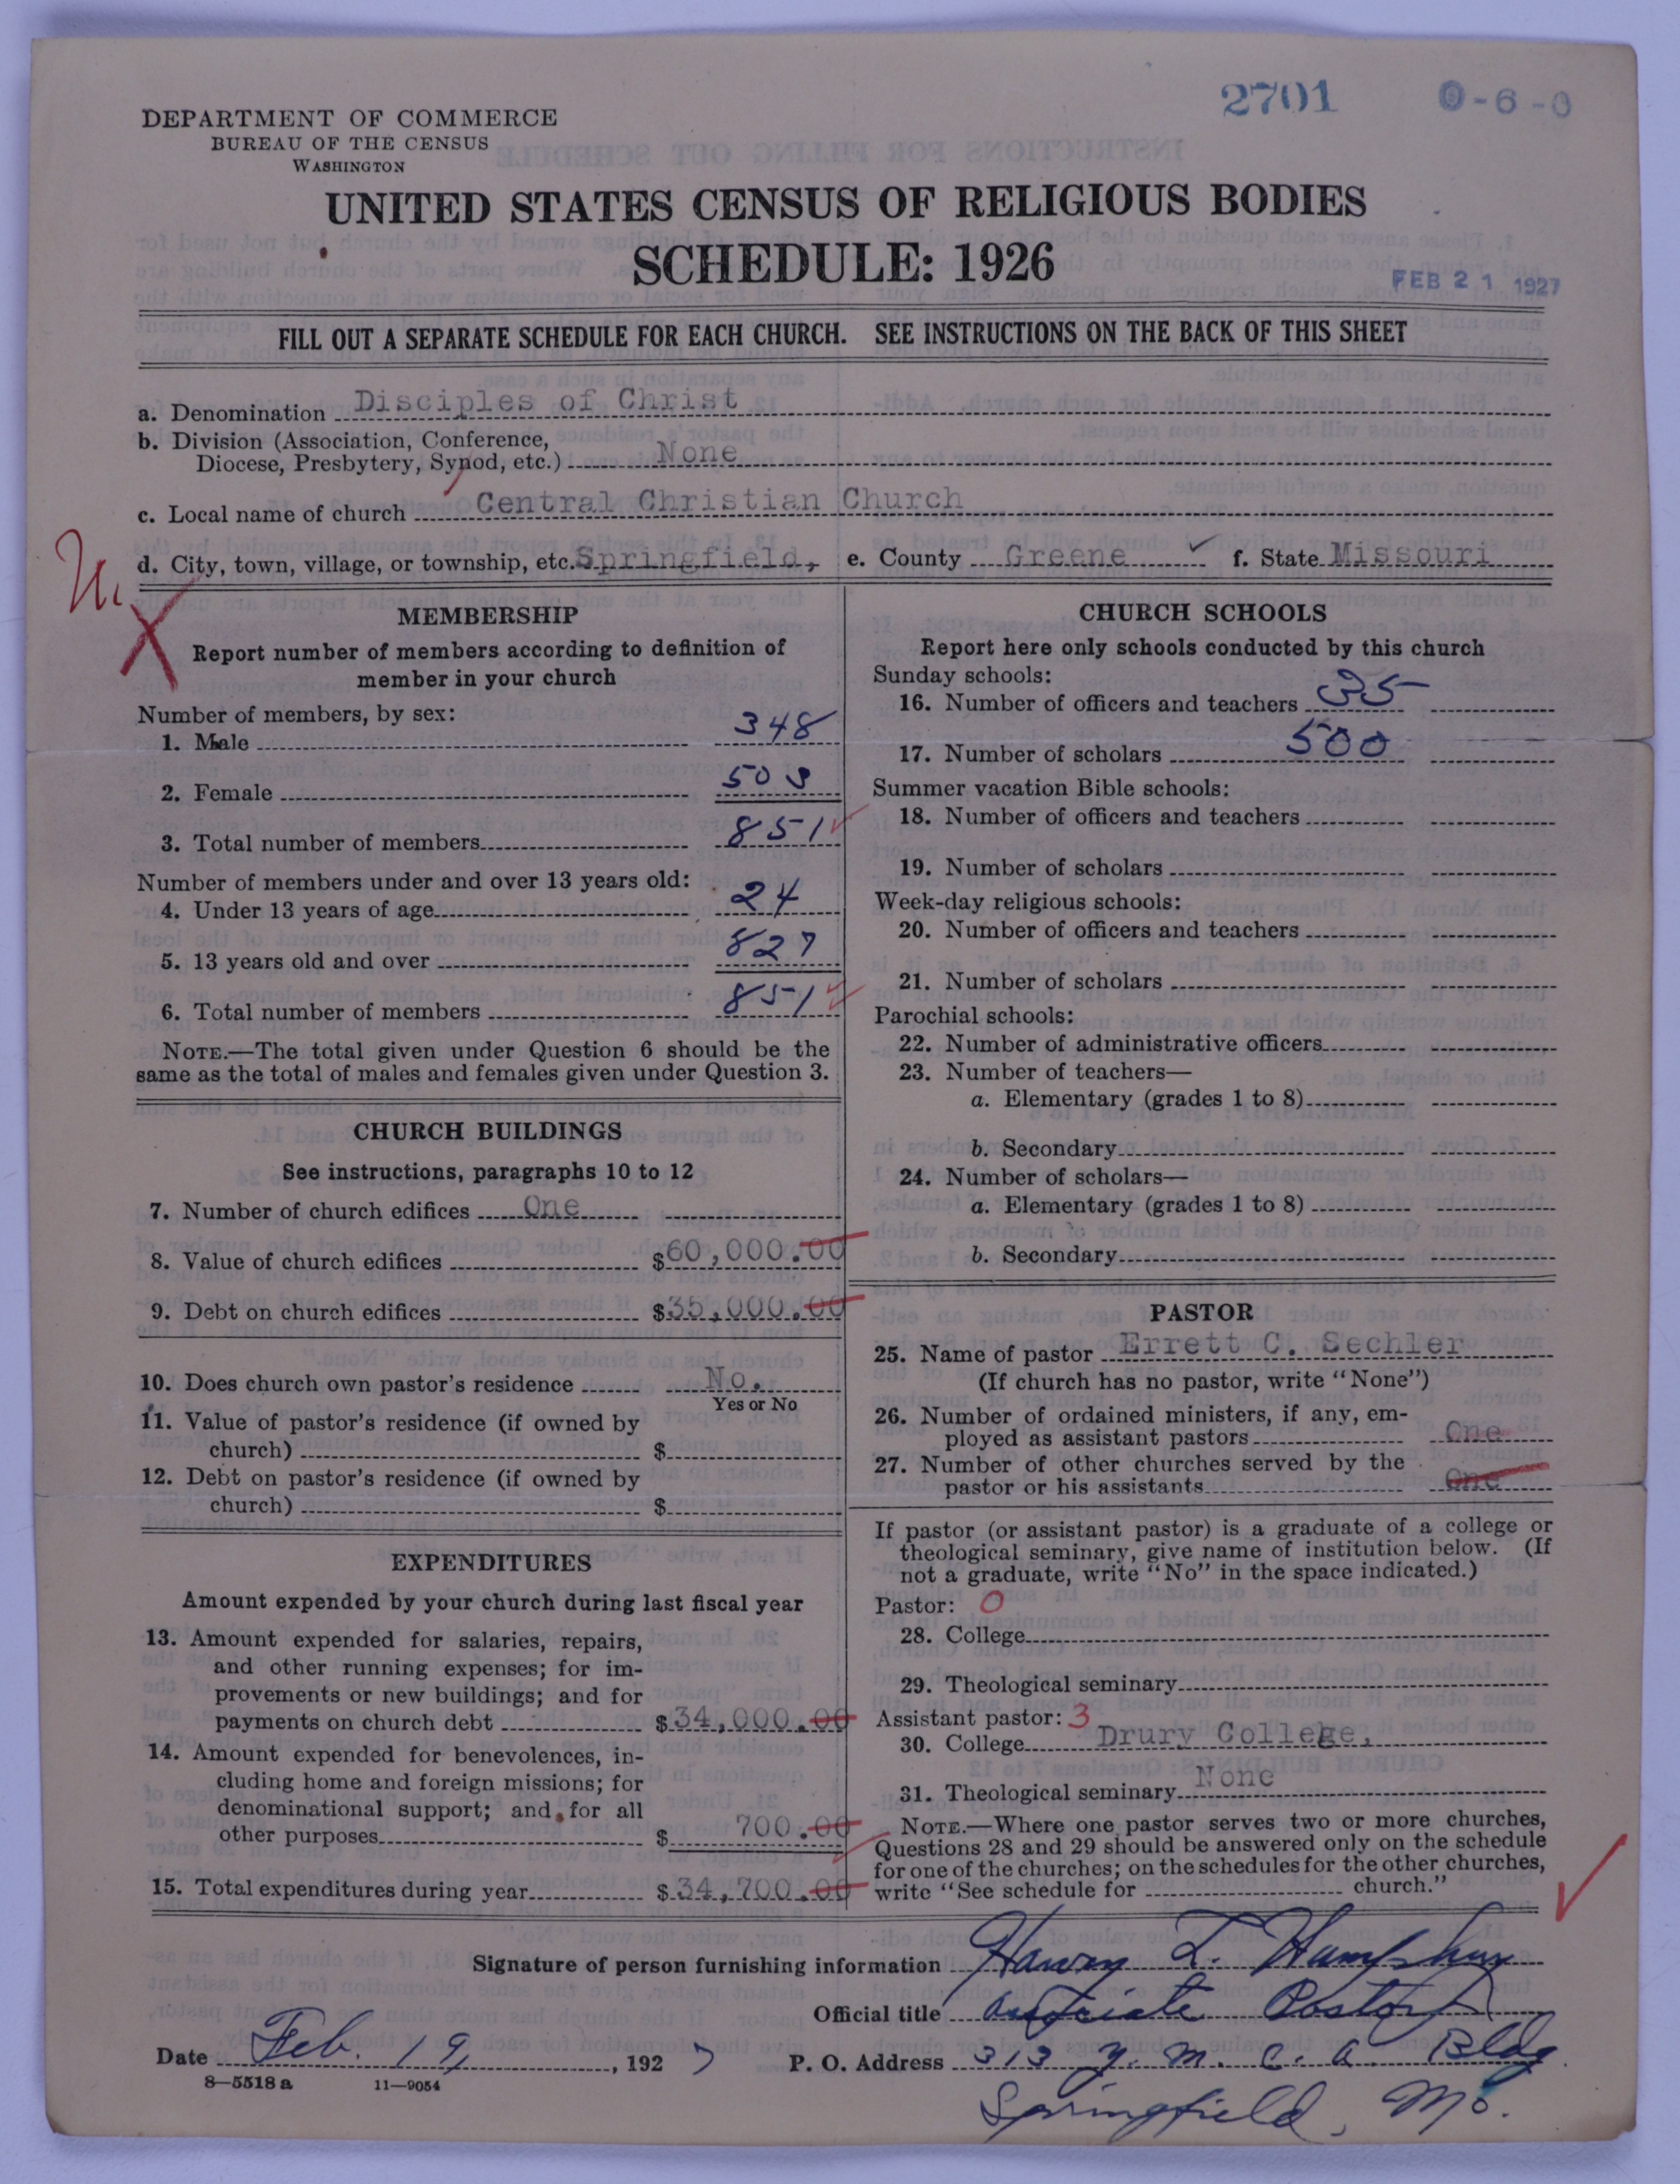 2701 0-6-0
DEPARTMENT OF COMMERCE
BUREAU OF THE CENSUS
WASHINGTON
UNITED STATES CENSUS OF RELIGIOUS BODIES
SCHEDULE: 1926
FEB 21 1927
FILL OUT A SEPARATE SCHEDULE FOR EACH CHURCH. SEE INSTRUCTIONS ON THE BACK OF THIS SHEET
a. Denomination Disciples of Christ
b. Division (Association, Conference,
Diocese, Presbytery, Synod, etc.) None
c. Local name of church Central Christian Church
d. City, town, village, or township, etc. Springfield, e. County Greene ✓ f. State Missouri
MEMBERSHIP
Report number of members according to definition of
member in your church
Number of members, by sex:
1. Male 348
2. Female 503
3. Total number of members 851
Number of members under and over 13 years old:
4. Under 13 years of age 24
5. 13 years old and over 827
6. Total number of members 851
NOTE.—The total given under Question 6 should be the
same as the total of males and females given under Question 3.
CHURCH BUILDINGS
See instructions, paragraphs 10 to 12
7. Number of church edifices One
8. Value of church edifices $60,000.00
9. Debt on church edifices $35,000.00
10. Does church own pastor's residence No.
Yes or No
11. Value of pastor's residence (if owned by
church) $
12. Debt on pastor's residence (if owned by
church) $
EXPENDITURES
Amount expended by your church during last fiscal year
13. Amount expended for salaries, repairs,
and other running expenses; for im-
provements or new buildings; and for
payments on church debt $34,000.00
14. Amount expended for benevolences, in-
cluding home and foreign missions; for
denominational support; and for all
other purposes $ 700.00
15. Total expenditures during year $34,700.00
CHURCH SCHOOLS
Report here only schools conducted by this church
Sunday schools:
16. Number of officers and teachers 35
17. Number of scholars 500
Summer vacation Bible schools:
18. Number of officers and teachers
19. Number of scholars
Week-day religious schools:
20. Number of officers and teachers
21. Number of scholars
Parochial schools:
22. Number of administrative officers
23. Number of teachers—
a. Elementary (grades 1 to 8)
b. Secondary
24. Number of scholars—
a. Elementary (grades 1 to 8)
b. Secondary
PASTOR
25. Name of pastor Errett C. Sechler
(If church has no pastor, write "None")
26. Number of ordained ministers, if any, em-
ployed as assistant pastors One
27. Number of other churches served by the
pastor or his assistants One
If pastor (or assistant pastor) is a graduate of a college or
theological seminary, give name of institution below. (If
not a graduate, write "No" in the space indicated.)
Pastor: 0
28. College
29. Theological seminary
Assistant pastor: 3
30. College Drury College,
31. Theological seminary None
NOTE.—Where one pastor serves two or more churches,
Questions 28 and 29 should be answered only on the schedule
for one of the churches; on the schedules for the other churches,
write "See schedule for church."
Signature of person furnishing information Harry L. Humphrey
Official title Associate Pastor
Date Feb. 19, 1927 P. O. Address 313 Y. M. C. A. Bldg
Springfield, Mo.
8—5518 a 11—9054